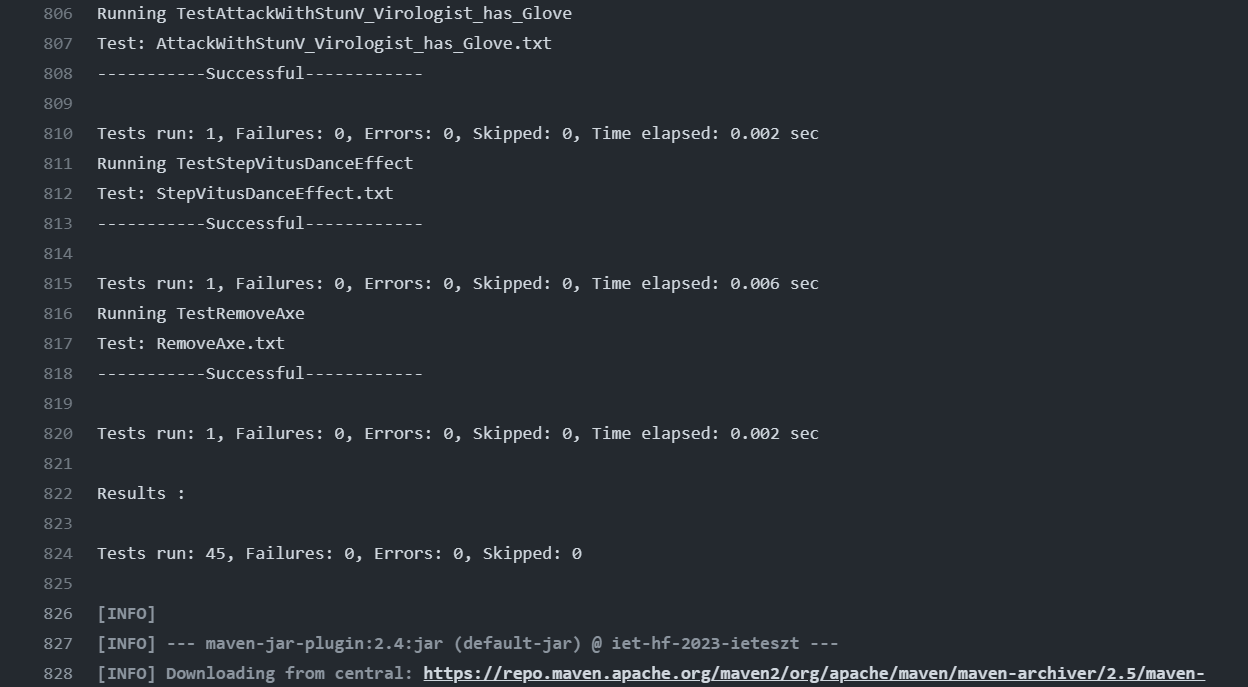 806 Running TestAttackWithStunV_Virologist_has_Glove
807 Test: AttackWithStunV_Virologist_has_Glove.txt
808 -----------Successful------------
809
810 Tests run: 1, Failures: 0, Errors: 0, Skipped: 0, Time elapsed: 0.002 sec
811 Running TestStepVitusDanceEffect
812 Test: StepVitusDanceEffect.txt
813 -----------Successful------------
814
815 Tests run: 1, Failures: 0, Errors: 0, Skipped: 0, Time elapsed: 0.006 sec
816 Running TestRemoveAxe
817 Test: RemoveAxe.txt
818 -----------Successful------------
819
820 Tests run: 1, Failures: 0, Errors: 0, Skipped: 0, Time elapsed: 0.002 sec
821
822 Results :
823
824 Tests run: 45, Failures: 0, Errors: 0, Skipped: 0
825
826 [INFO]
827 [INFO] --- maven-jar-plugin:2.4:jar (default-jar) @ iet-hf-2023-ieteszt ---
828 [INFO] Downloading from central: https://repo.maven.apache.org/maven2/org/apache/maven/maven-archiver/2.5/maven-